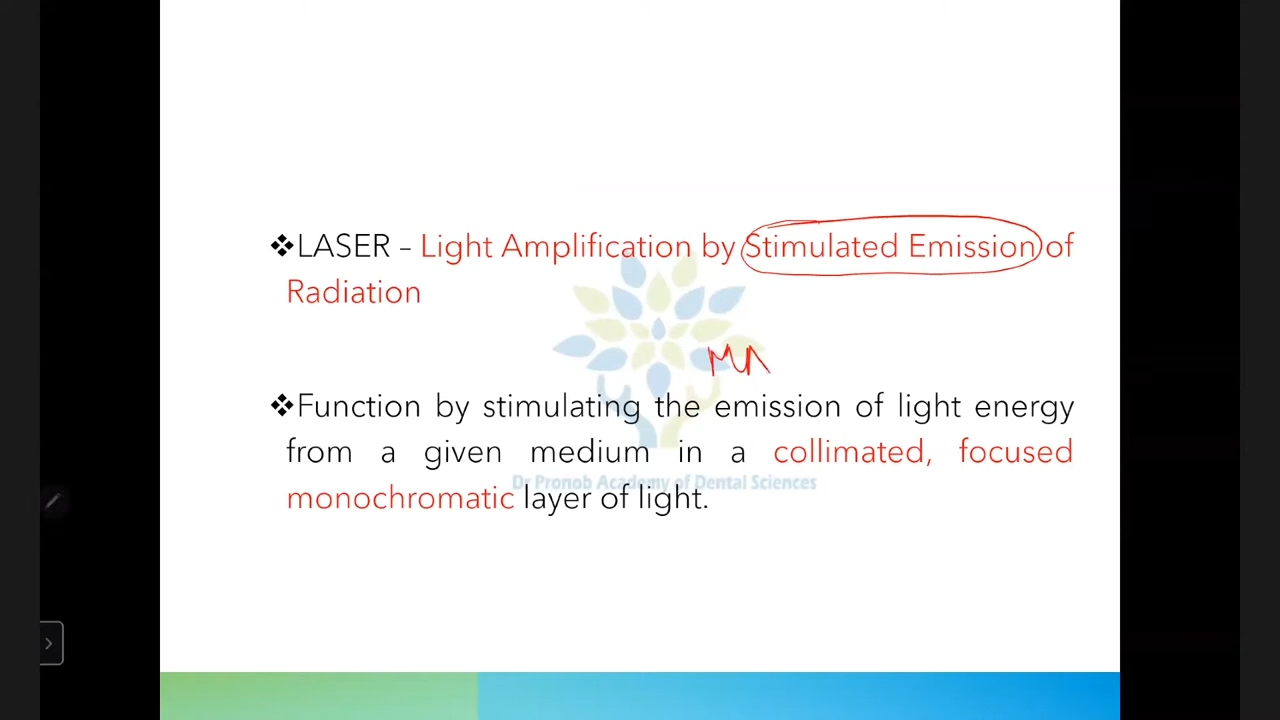 ❖LASER – Light Amplification by Stimulated Emission of
Radiation
❖Function by stimulating the emission of light energy
from a given medium in a collimated, focused
Dr Pronob Academy of Dental Sciences
monochromatic layer of light.